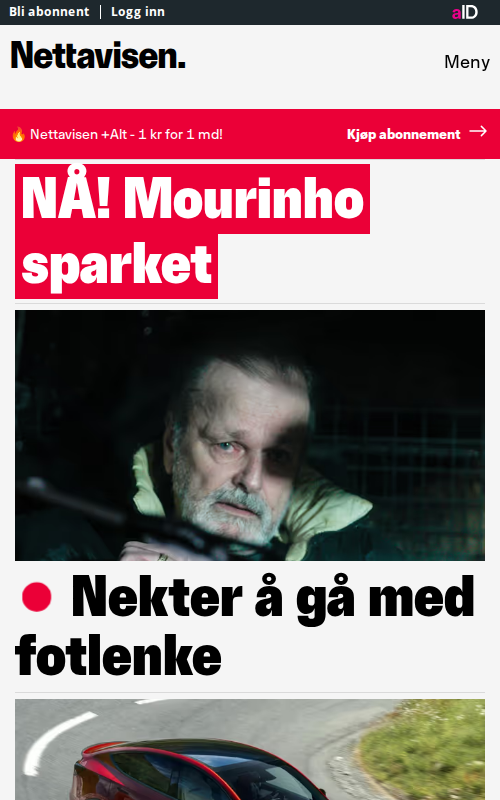 Bli abonnent | Logg inn
aID
Nettavisen.
Meny
🔥 Nettavisen +Alt - 1 kr for 1 md!
Kjøp abonnement →
NÅ! Mourinho
sparket
Nekter å gå med
fotlenke